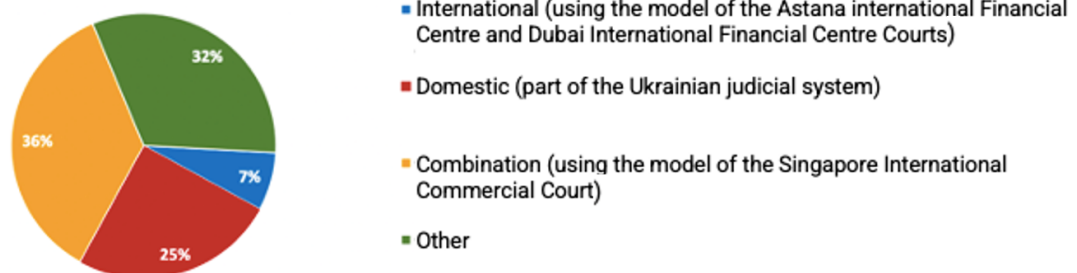 International (using the model of the Astana international Financial
Centre and Dubai International Financial Centre Courts)
32%
Domestic (part of the Ukrainian judicial system)
36%
Combination (using the model of the Singapore International
Commercial Court)
7%
Other
25%